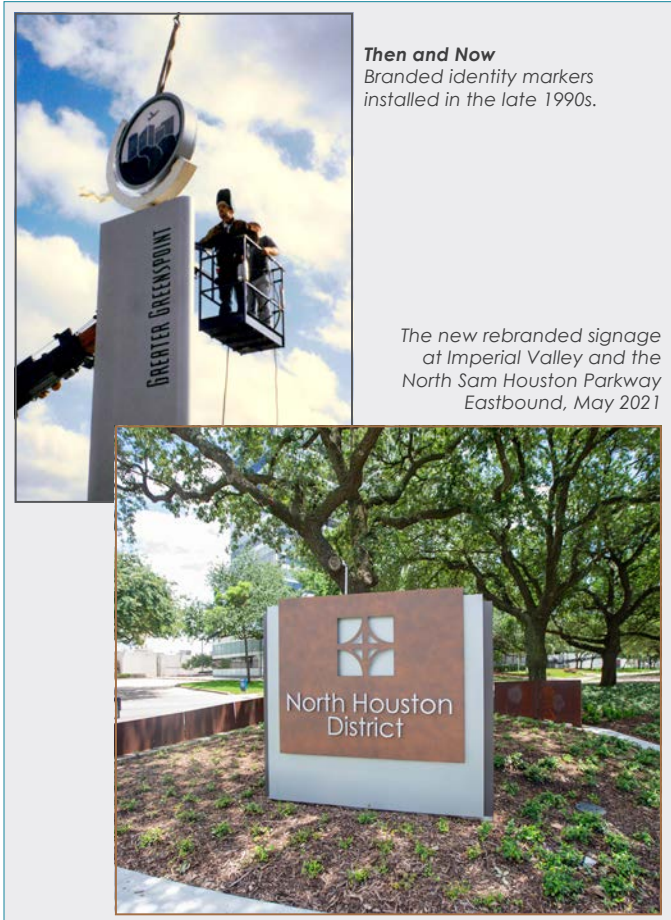 Then and Now
Branded identity markers
installed in the late 1990s.
GREATER GREENSPOINT
The new rebranded signage
at Imperial Valley and the
North Sam Houston Parkway
Eastbound, May 2021
North Houston
District